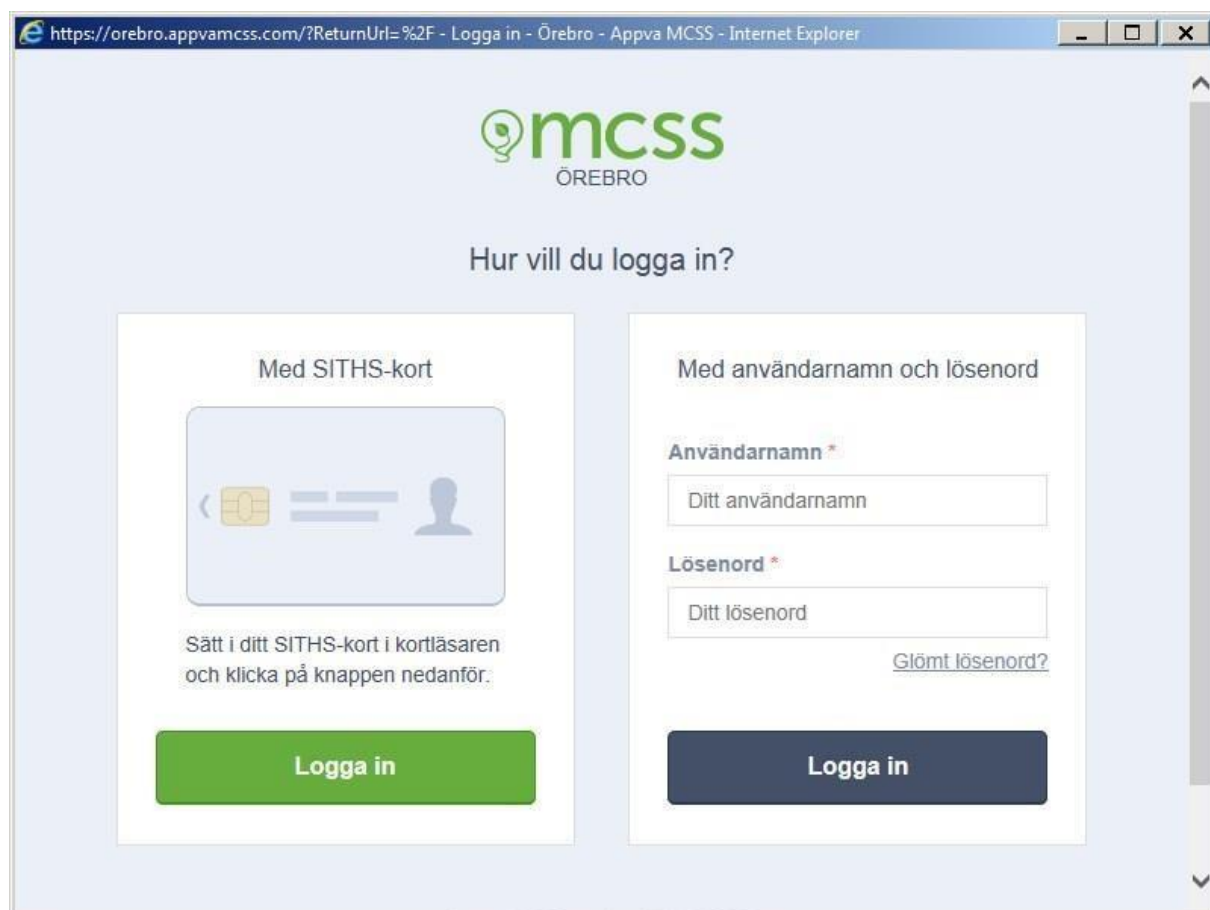 https://orebro.appvamcss.com/?ReturnUrl=%2F - Logga in - Örebro - Appva MCSS - Internet Explorer
mcss
ÖREBRO
Hur vill du logga in?
Med SITHS-kort
Sätt i ditt SITHS-kort i kortläsaren
och klicka på knappen nedanför.
Logga in
Med användarnamn och lösenord
Användarnamn *
Ditt användarnamn
Lösenord *
Ditt lösenord
Glömt lösenord?
Logga in